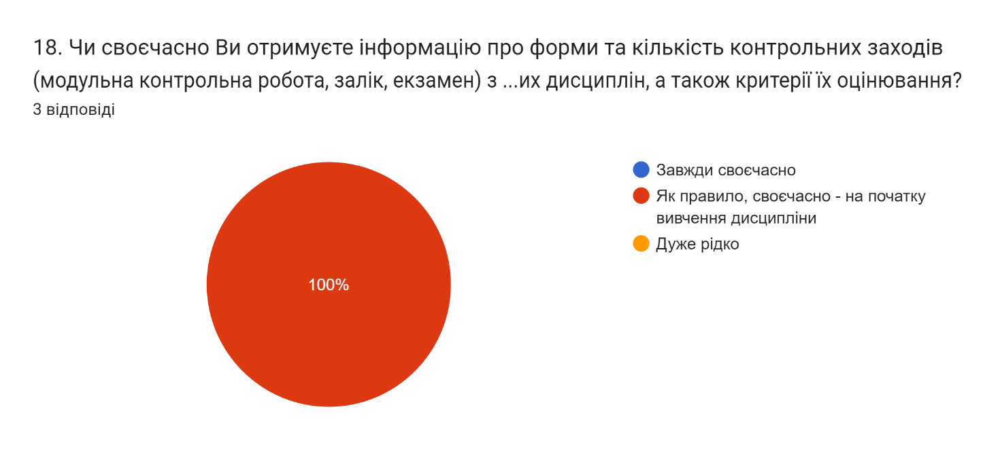 18. Чи своєчасно Ви отримуєте інформацію про форми та кількість контрольних заходів
(модульна контрольна робота, залік, екзамен) з ...их дисциплін, а також критерії їх оцінювання?
3 відповіді
Завжди своєчасно
Як правило, своєчасно - на початку
вивчення дисципліни
Дуже рідко
100%